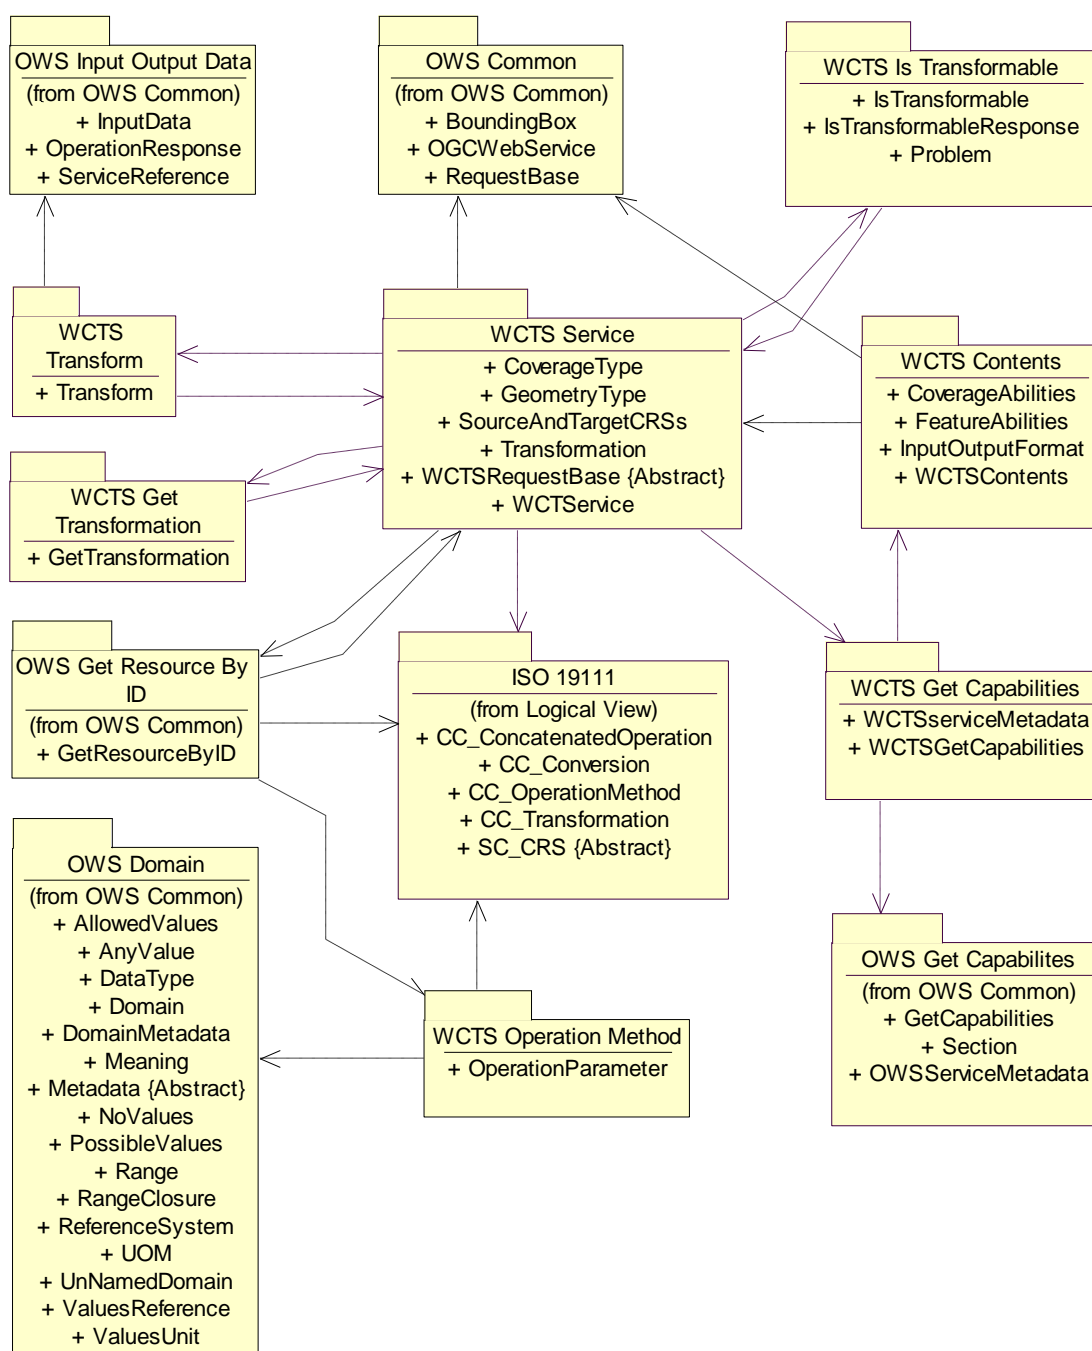 OWS Input Output Data
(from OWS Common)
+ InputData
+ OperationResponse
+ ServiceReference
OWS Common
(from OWS Common)
+ BoundingBox
+ OGCWebService
+ RequestBase
WCTS Is Transformable
+ IsTransformable
+ IsTransformableResponse
+ Problem
WCTS
Transform
+ Transform
WCTS Service
+ CoverageType
+ GeometryType
+ SourceAndTargetCRSs
+ Transformation
+ WCTSRequestBase {Abstract}
+ WCTService
WCTS Contents
+ CoverageAbilities
+ FeatureAbilities
+ InputOutputFormat
+ WCTSContents
WCTS Get
Transformation
+ GetTransformation
OWS Get Resource By
ID
(from OWS Common)
+ GetResourceByID
ISO 19111
(from Logical View)
+ CC_ConcatenatedOperation
+ CC_Conversion
+ CC_OperationMethod
+ CC_Transformation
+ SC_CRS {Abstract}
WCTS Get Capabilities
+ WCTSserviceMetadata
+ WCTSGetCapabilities
OWS Domain
(from OWS Common)
+ AllowedValues
+ AnyValue
+ DataType
+ Domain
+ DomainMetadata
+ Meaning
+ Metadata {Abstract}
+ NoValues
+ PossibleValues
+ Range
+ RangeClosure
+ ReferenceSystem
+ UOM
+ UnNamedDomain
+ ValuesReference
+ ValuesUnit
WCTS Operation Method
+ OperationParameter
OWS Get Capabilites
(from OWS Common)
+ GetCapabilities
+ Section
+ OWSServiceMetadata